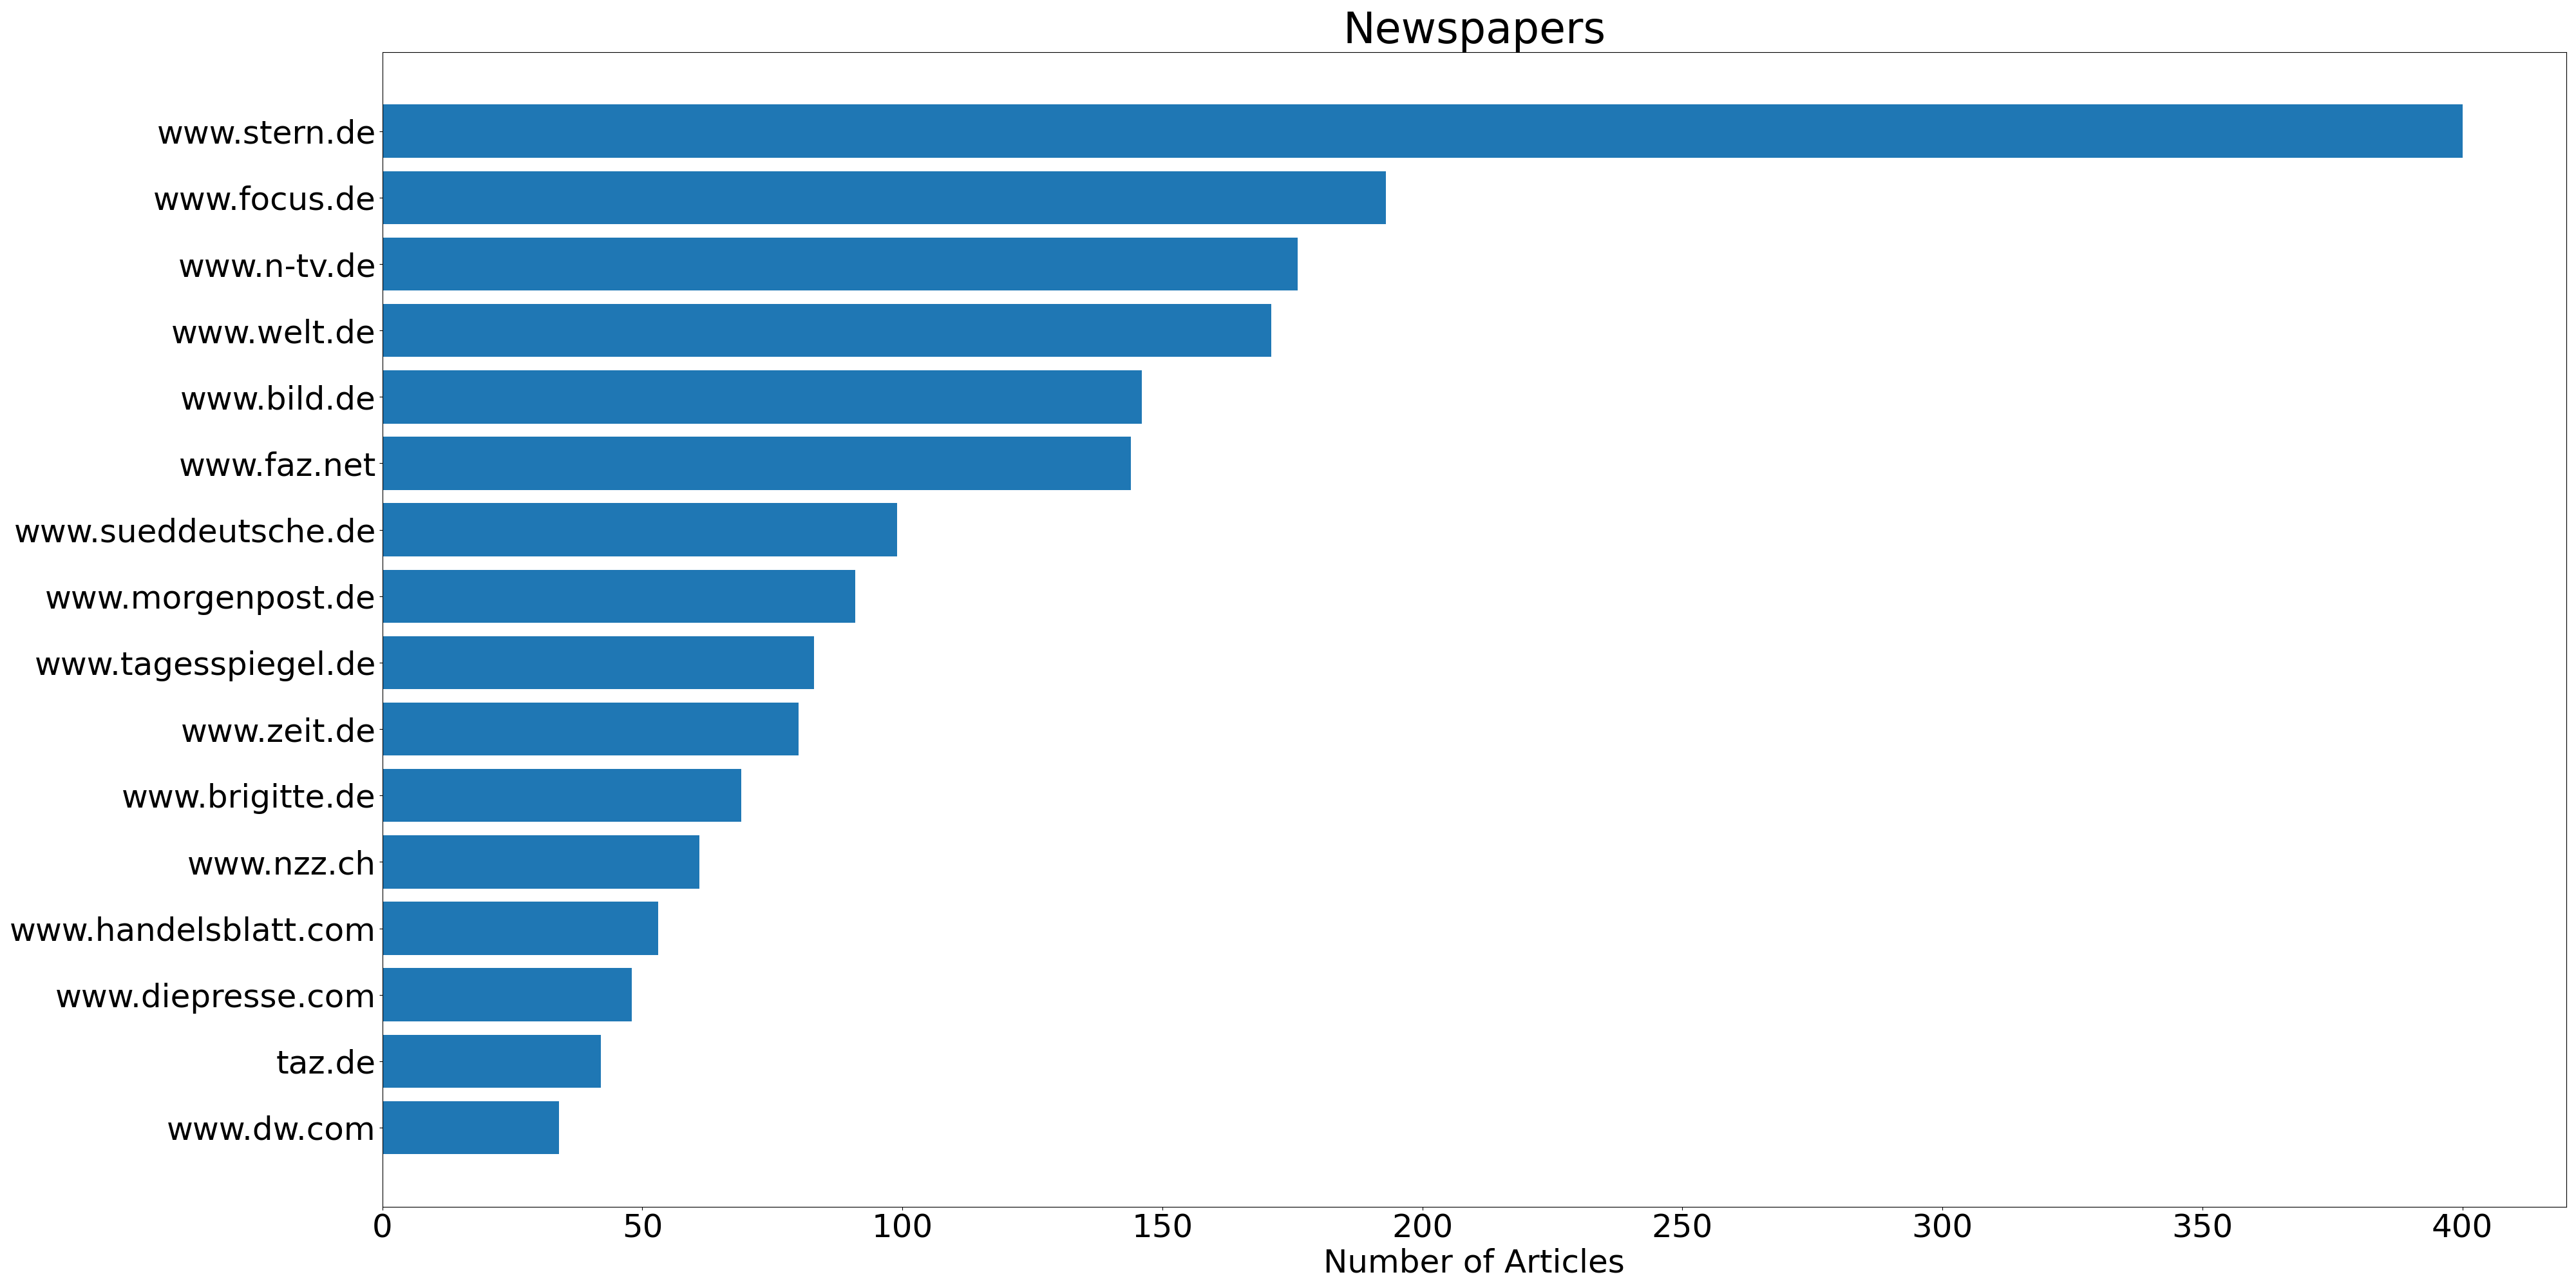 Newspapers
www.stern.de
www.focus.de
www.n-tv.de
www.welt.de
www.bild.de
www.faz.net
www.sueddeutsche.de
www.morgenpost.de
www.tagesspiegel.de
www.zeit.de
www.brigitte.de
www.nzz.ch
www.handelsblatt.com
www.diepresse.com
taz.de
www.dw.com
0 50 100 150 200 250 300 350 400
Number of Articles